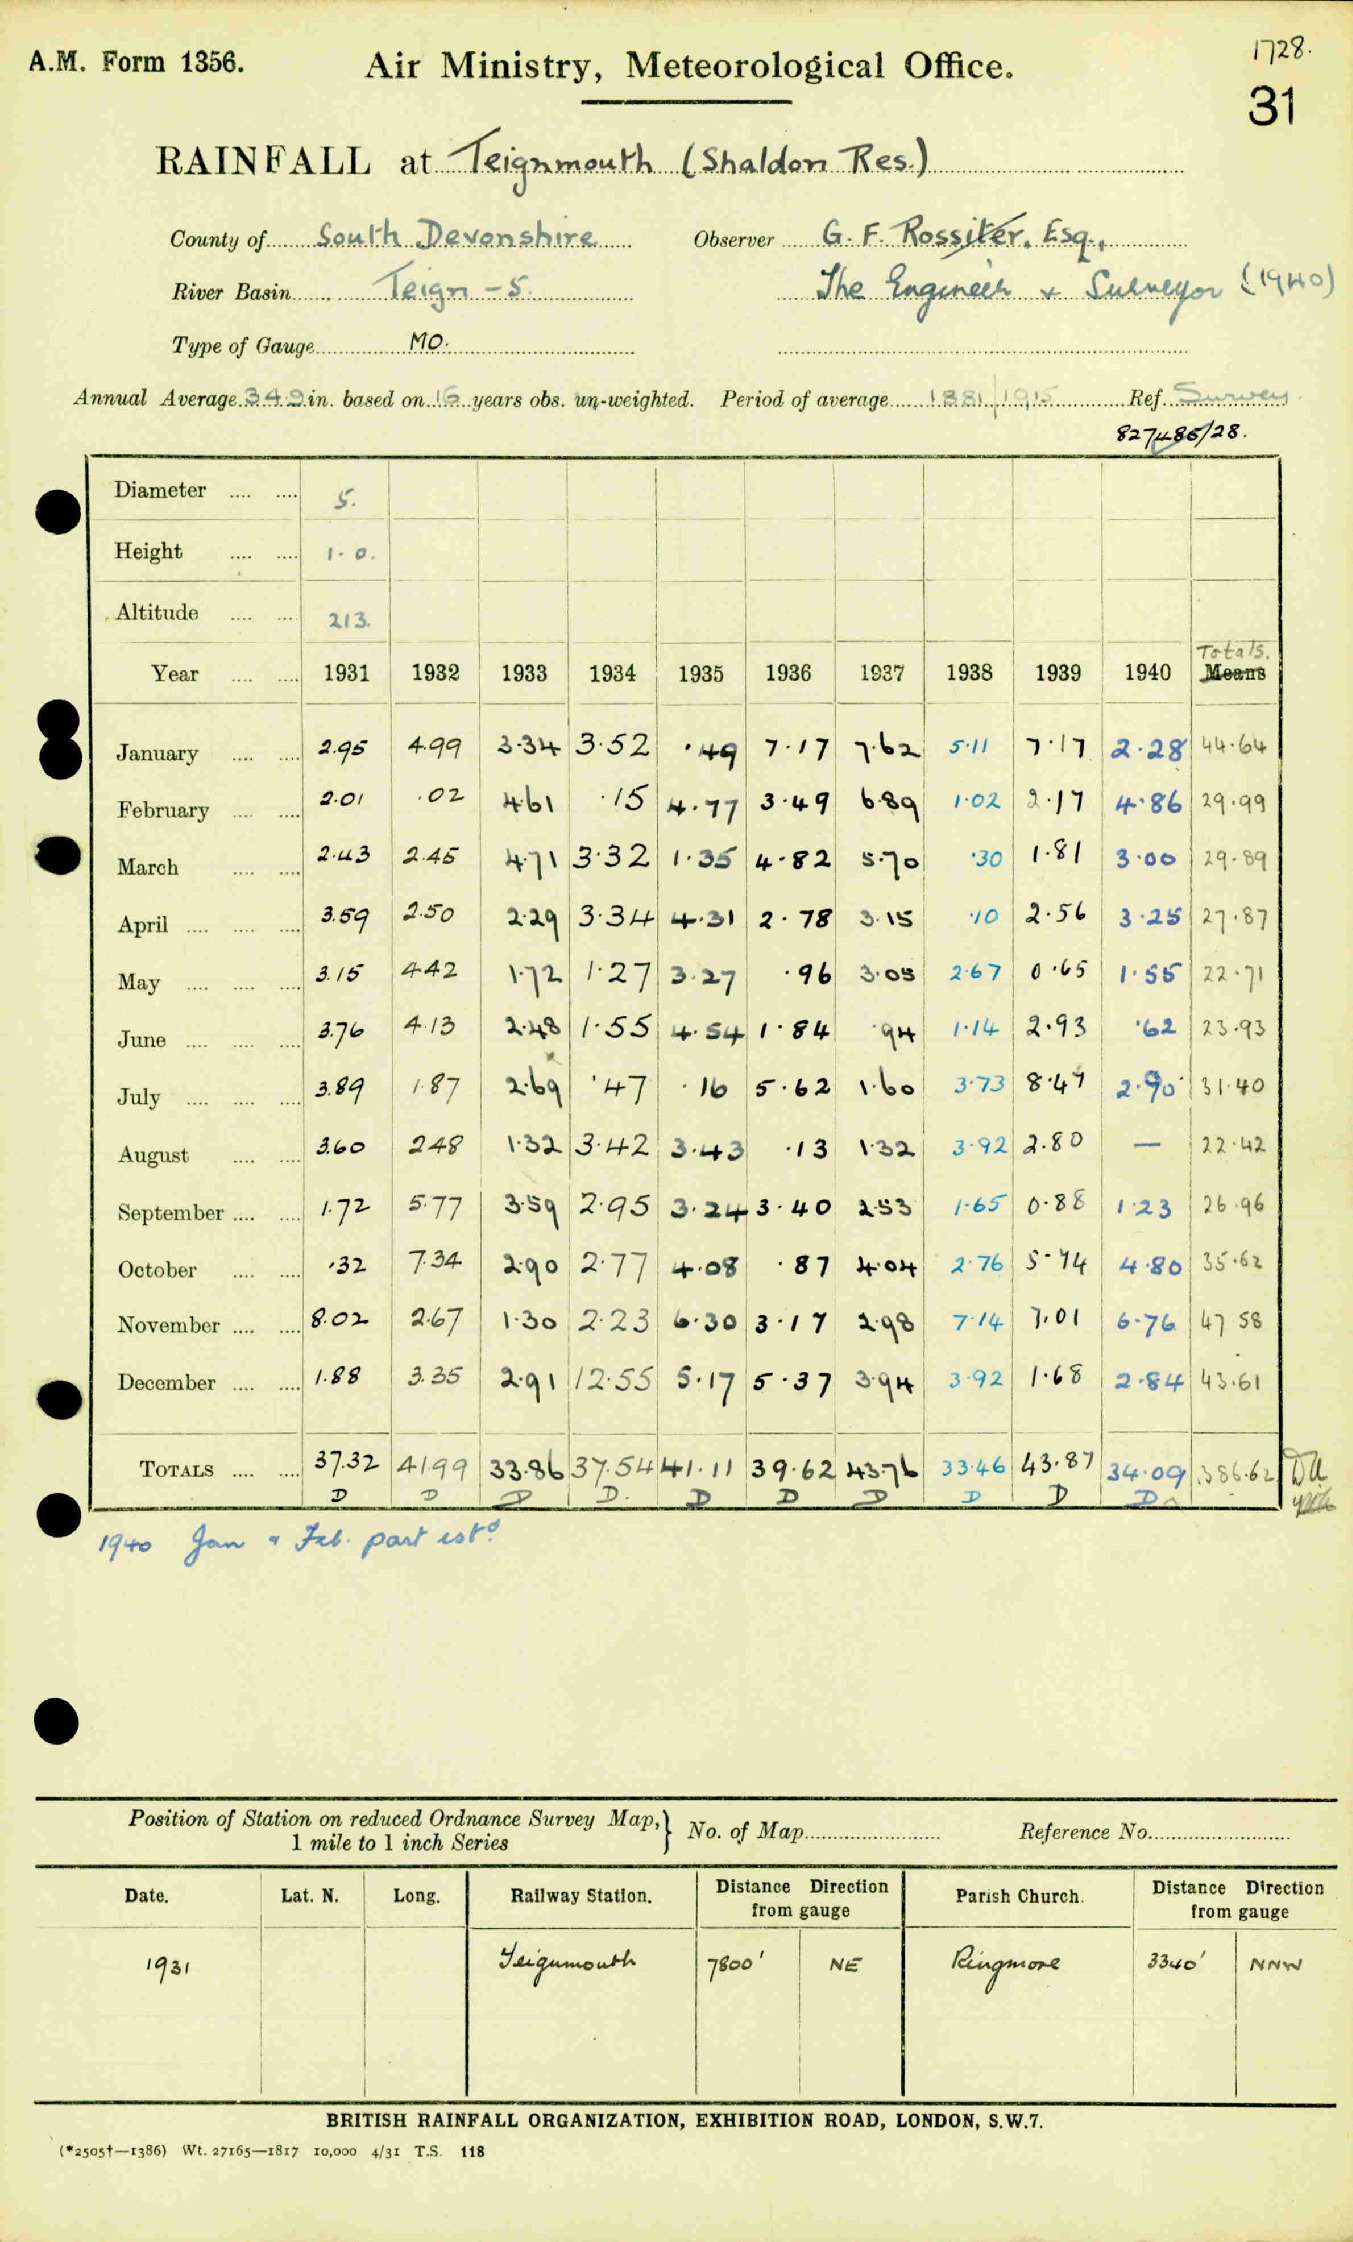 A.M. Form 1356. Air Ministry, Meteorological Office. 1728.
31
RAINFALL at Teignmouth (Shaldon Res.)
County of South Devonshire Observer G. F. Rossiter, Esq.,
River Basin Teign - 5. The Engineer & Surveyor (1940)
Type of Gauge MO.
Annual Average 34.9 in. based on 16 years obs. un-weighted. Period of average 1881/1915 Ref. Survey
827485/28.
Diameter .... .... 5.
Height .... .... 1-0.
Altitude .... .... 213.
Totals.
Year .... .... 1931 1932 1933 1934 1935 1936 1937 1938 1939 1940 Means
January .... .... 2.95 4.99 3.34 3.52 .49 7.17 7.62 5.11 7.17 2.28 44.64
February .... .... 2.01 .02 4.61 .15 4.77 3.49 6.89 1.02 2.17 4.86 29.99
March .... .... 2.43 2.45 4.71 3.32 1.35 4.82 5.70 .30 1.81 3.00 29.89
April .... .... .... 3.59 2.50 2.29 3.34 4.31 2.78 3.15 .10 2.56 3.25 27.87
May .... .... .... 3.15 4.42 1.72 1.27 3.27 .96 3.05 2.67 0.65 1.55 22.71
June .... .... .... 3.76 4.13 2.48 1.55 4.54 1.84 .94 1.14 2.93 .62 23.93
July .... .... .... 3.89 1.87 2.69 .47 .16 5.62 1.60 3.73 8.47 2.90 31.40
August .... .... 3.60 2.48 1.32 3.42 3.43 .13 1.32 3.92 2.80 — 22.42
September .... .... 1.72 5.77 3.59 2.95 3.24 3.40 2.53 1.65 0.88 1.23 26.96
October .... .... .32 7.34 2.90 2.77 4.08 .87 4.04 2.76 5.74 4.80 35.62
November .... .... 8.02 2.67 1.30 2.23 6.30 3.17 2.98 7.14 7.01 6.76 47.58
December .... .... 1.88 3.35 2.91 12.55 5.17 5.37 3.94 3.92 1.68 2.84 43.61
TOTALS .... .... 37.32 41.99 33.86 37.54 41.11 39.62 43.76 33.46 43.87 34.09 386.62
D D D D. D D D D D D
1940 Jan & Feb. part estd
Position of Station on reduced Ordnance Survey Map,} No. of Map Reference No.
1 mile to 1 inch Series
Date. Lat. N. Long. Railway Station. Distance Direction from gauge Parish Church. Distance Direction from gauge
1931 Teignmouth 7800' NE Ringmore 3340' NNW
BRITISH RAINFALL ORGANIZATION, EXHIBITION ROAD, LONDON, S.W.7.
(*2505†—1386) Wt. 27165—1817 10,000 4/31 T.S. 118